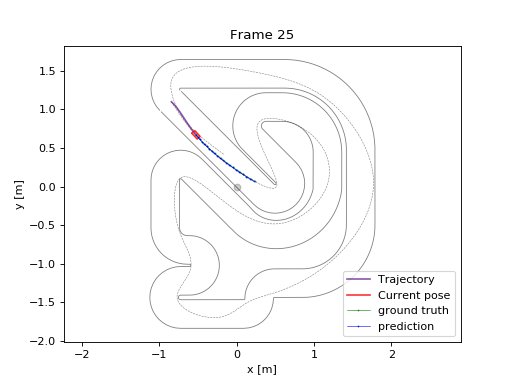 Frame 25
y [m]
1.5
1.0
0.5
0.0
−0.5
−1.0
−1.5
−2.0
Trajectory
Current pose
ground truth
prediction
−2
−1
0
1
2
x [m]